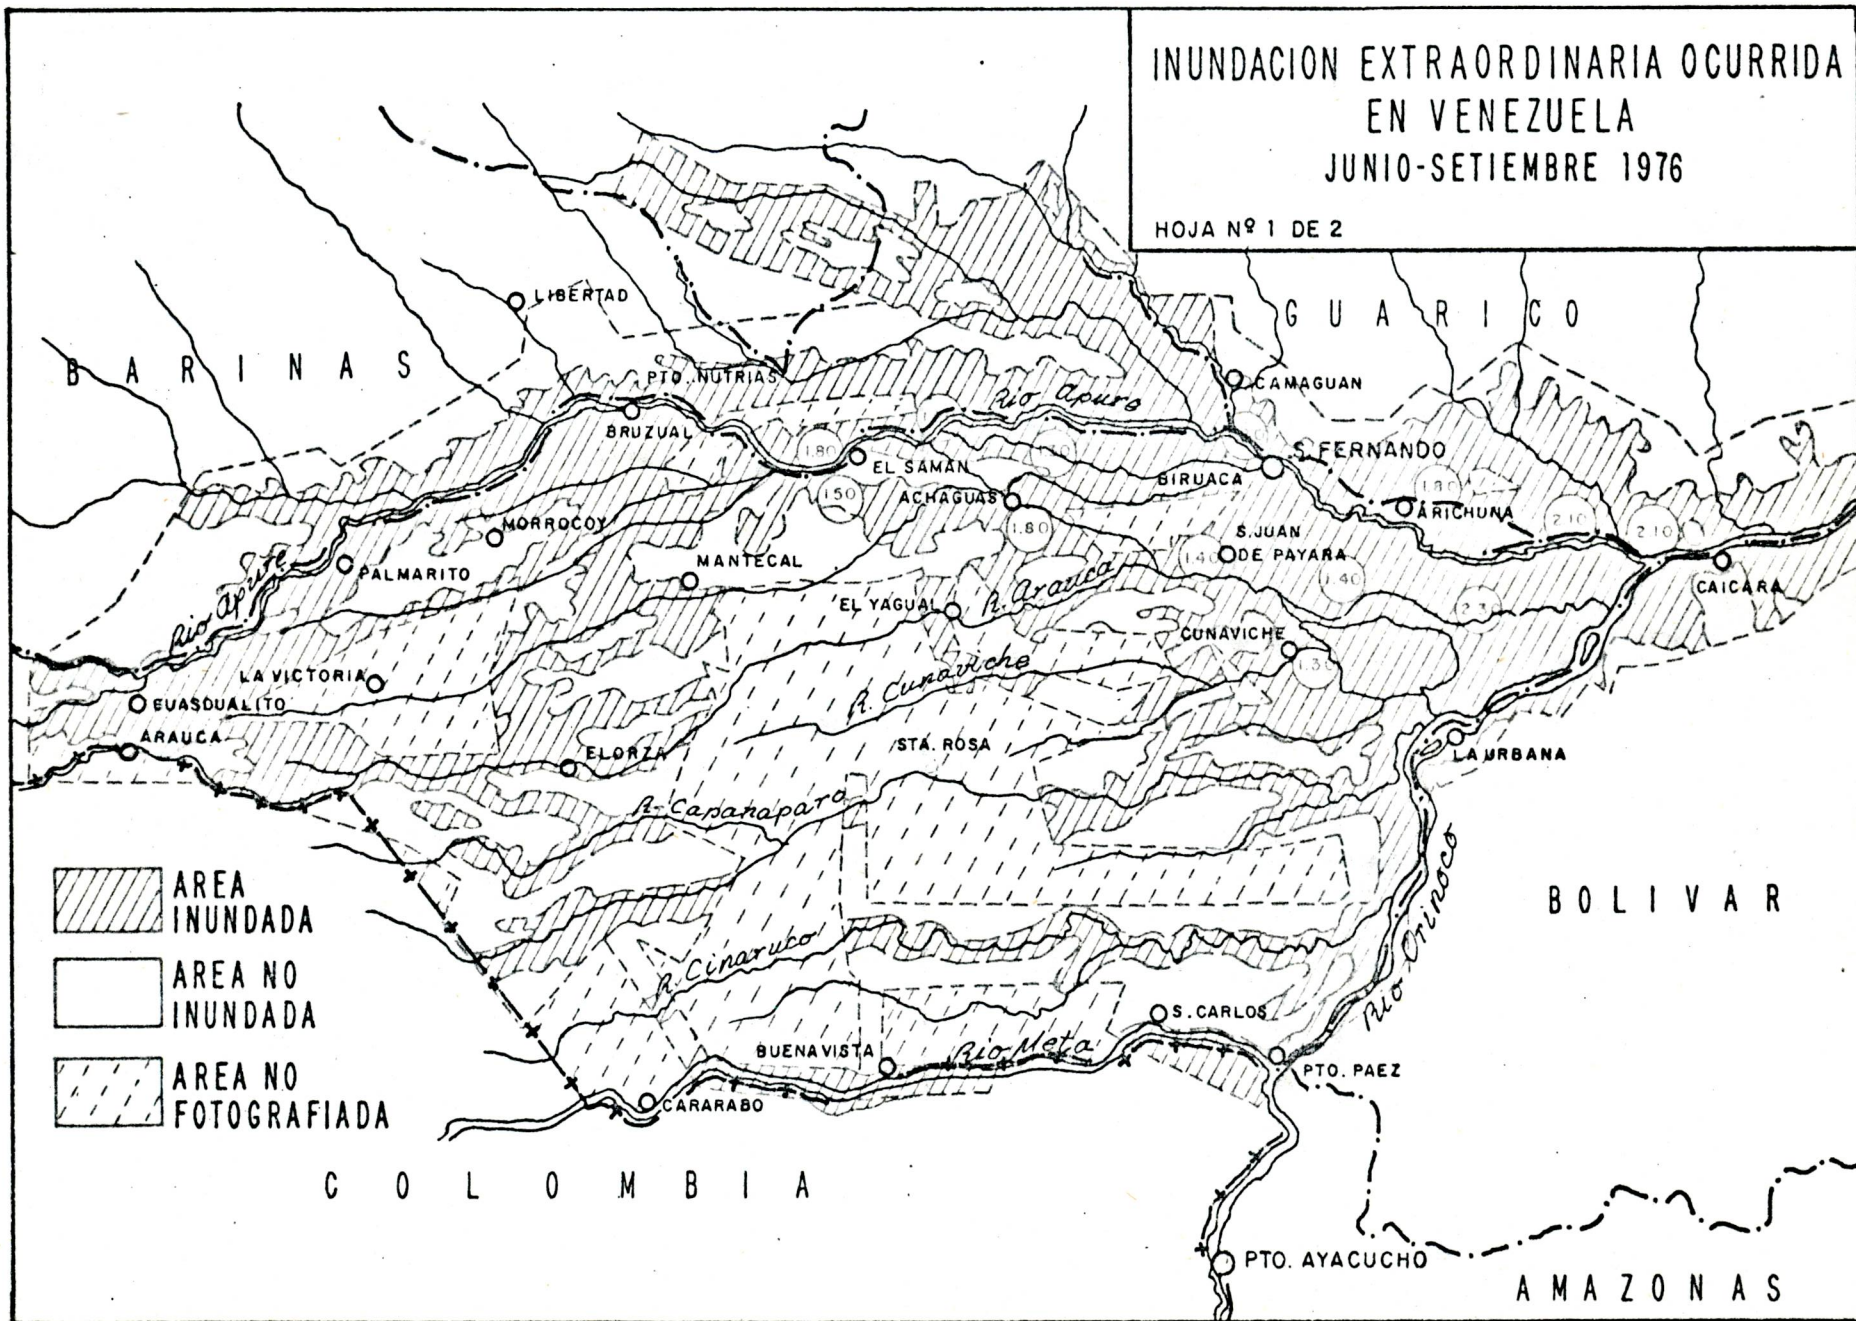 INUNDACION EXTRAORDINARIA OCURRIDA
EN VENEZUELA
JUNIO-SETIEMBRE 1976
HOJA Nº 1 DE 2
LIBERTAD
GUARICO
BARINAS
PTO. NUTRIAS
CAMAGUAN
Rio Apure
BRUZUAL
1.80
EL SAMAN
S. FERNANDO
BIRUACA
1.50
ACHAGUAS
1.80
ARICHUNA
MORROCOY
1.80
2.10
2.10
S. JUAN
DE PAYARA
1.40
MANTECAL
PALMARITO
Rio Apure
R. Arauca
1.40
CAICARA
EL YAGUAL
CUNAVICHE
LA VICTORIA
R. Cunaviche
GUASDUALITO
ARAUCA
ELORZA
STA. ROSA
LA URBANA
R. Capanaparo
AREA
INUNDADA
BOLIVAR
Rio Orinoco
R. Cinaruco
AREA NO
INUNDADA
S. CARLOS
BUENAVISTA
Rio Meta
PTO. PAEZ
AREA NO
FOTOGRAFIADA
CARARABO
COLOMBIA
PTO. AYACUCHO
AMAZONAS